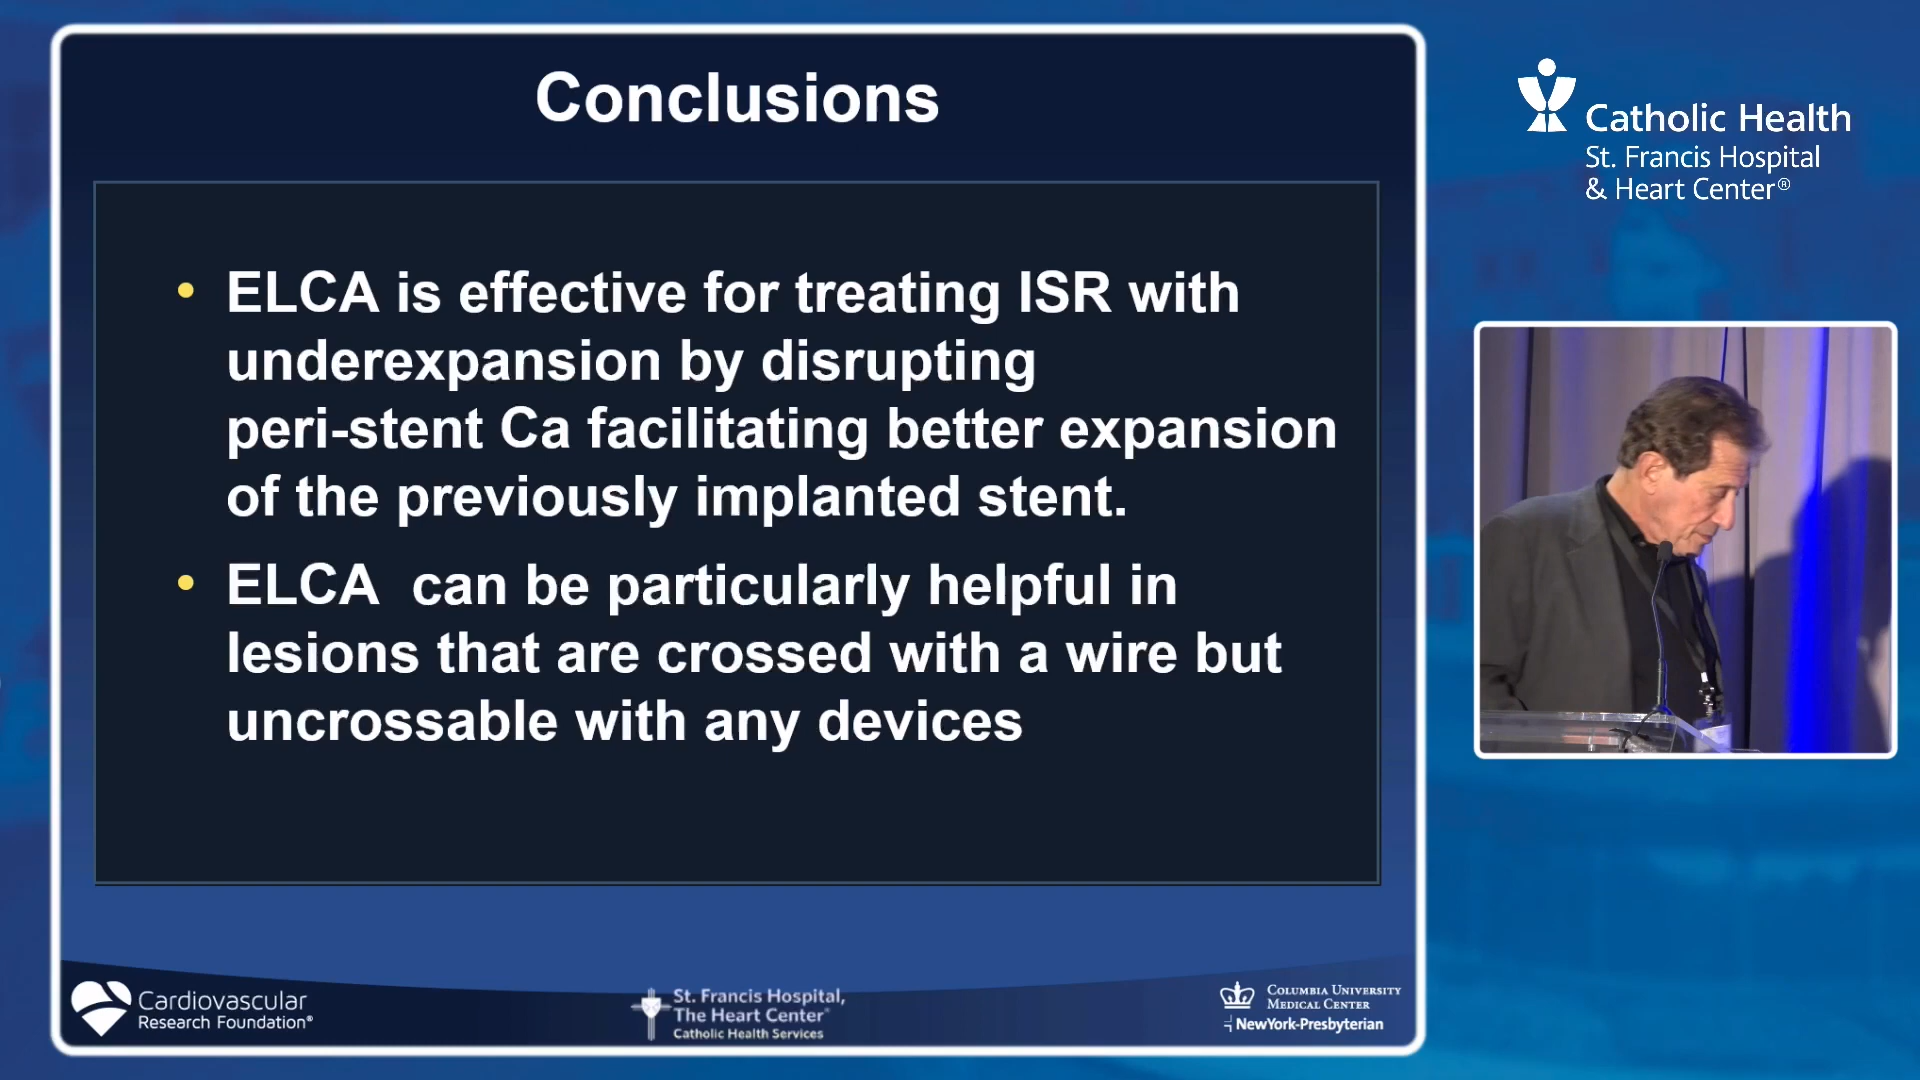 Conclusions
• ELCA is effective for treating ISR with
underexpansion by disrupting
peri-stent Ca facilitating better expansion
of the previously implanted stent.
• ELCA can be particularly helpful in
lesions that are crossed with a wire but
uncrossable with any devices
Cardiovascular
Research Foundation®
St. Francis Hospital,
The Heart Center®
Catholic Health Services
COLUMBIA UNIVERSITY
MEDICAL CENTER
NewYork-Presbyterian
Catholic Health
St. Francis Hospital
& Heart Center®